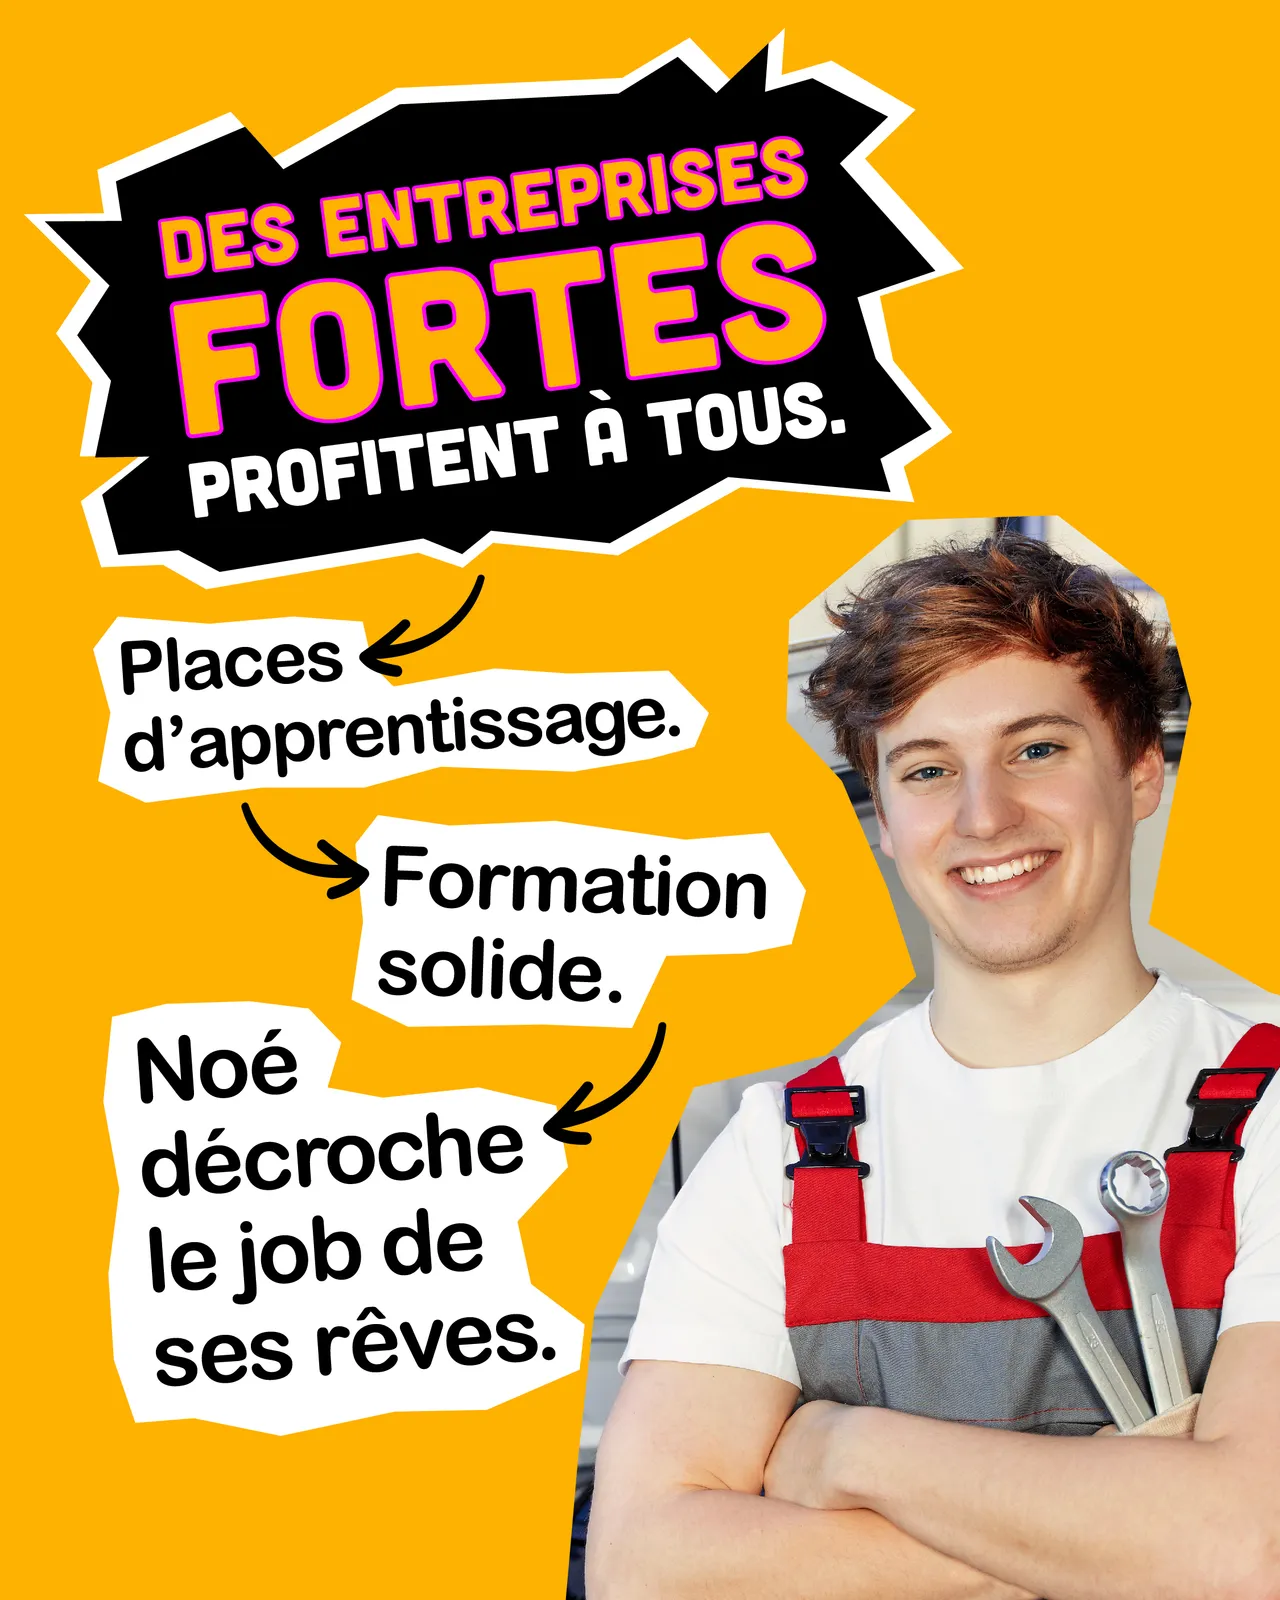 DES ENTREPRISES
FORTES
PROFITENT À TOUS.
Places
d’apprentissage.
Formation
solide.
Noé
décroche
le job de
ses rêves.